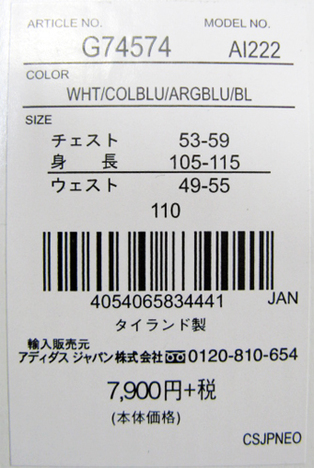 ARTICLE NO. MODEL NO.
G74574 AI222
COLOR
WHT/COLBLU/ARGBLU/BL
SIZE
チェスト 53-59
身 長 105-115
ウェスト 49-55
110
4054065834441 JAN
タイランド製
輸入販売元
アディダス ジャパン株式会社 0120-810-654
7,900円+税
(本体価格)
CSJPNEO